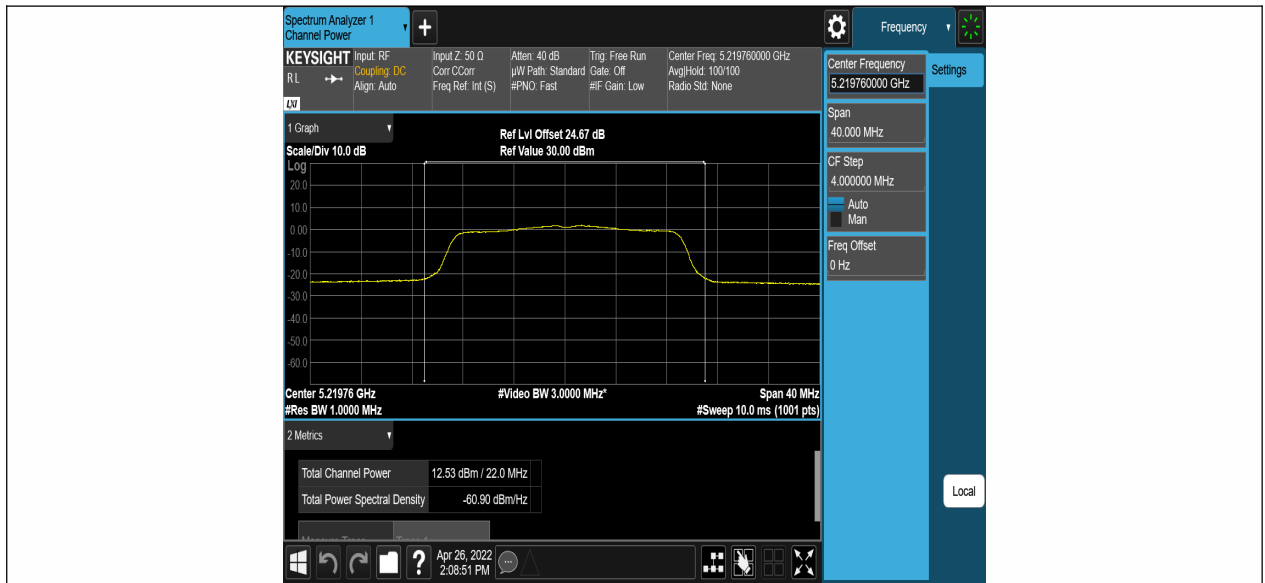 Spectrum Analyzer 1
Channel Power
+
Frequency
KEYSIGHT
RL
LXI
Input: RF
Coupling: DC
Align: Auto
Input Z: 50 Ω
Corr CCorr
Freq Ref: Int (S)
Atten: 40 dB
µW Path: Standard
#PNO: Fast
Trig: Free Run
Gate: Off
#IF Gain: Low
Center Freq: 5.219760000 GHz
Avg|Hold: 100/100
Radio Std: None
Center Frequency
5.219760000 GHz
Settings
Span
40.000 MHz
CF Step
4.000000 MHz
Auto
Man
Freq Offset
0 Hz
Local
1 Graph
Scale/Div 10.0 dB
Ref Lvl Offset 24.67 dB
Ref Value 30.00 dBm
Log
20.0
10.0
0.00
-10.0
-20.0
-30.0
-40.0
-50.0
-60.0
Center 5.21976 GHz
#Video BW 3.0000 MHz*
Span 40 MHz
#Res BW 1.0000 MHz
#Sweep 10.0 ms (1001 pts)
2 Metrics
Total Channel Power 12.53 dBm / 22.0 MHz
Total Power Spectral Density -60.90 dBm/Hz
?
Apr 26, 2022
2:08:51 PM